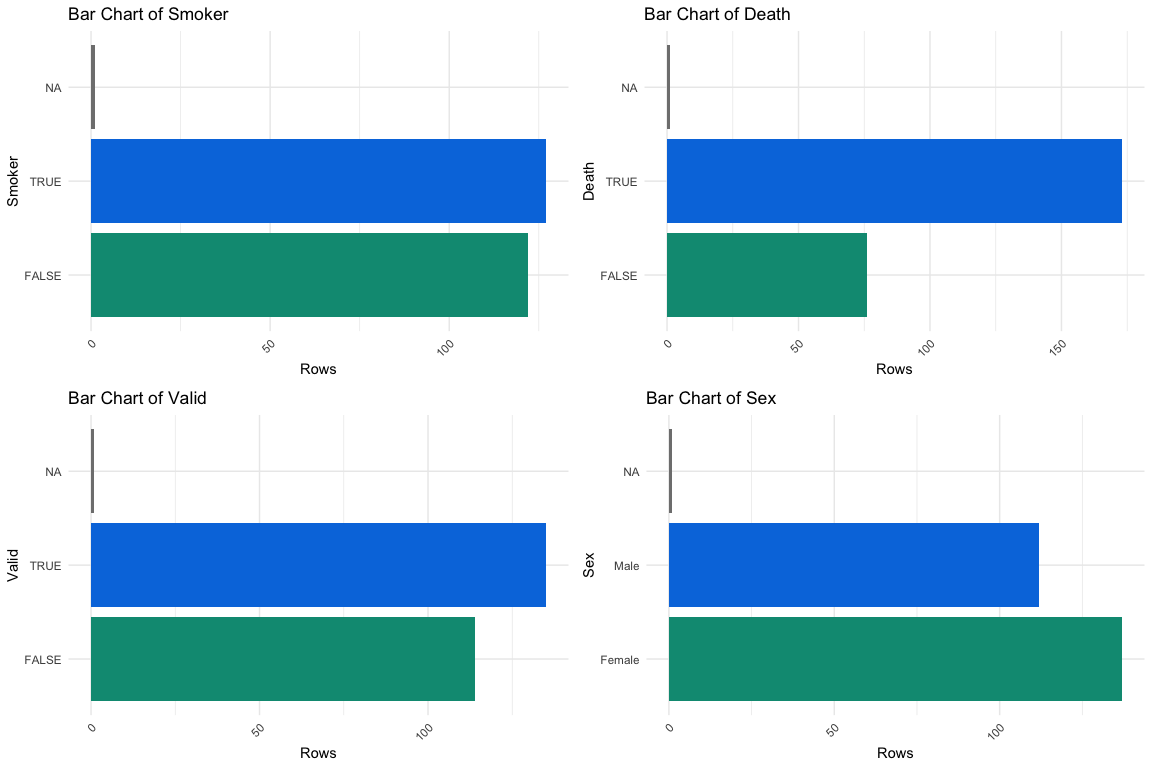 Bar Chart of Smoker
Smoker
NA
TRUE
FALSE
0 50 100
Rows
Bar Chart of Death
Death
NA
TRUE
FALSE
0 50 100 150
Rows
Bar Chart of Valid
Valid
NA
TRUE
FALSE
0 50 100
Rows
Bar Chart of Sex
Sex
NA
Male
Female
0 50 100
Rows